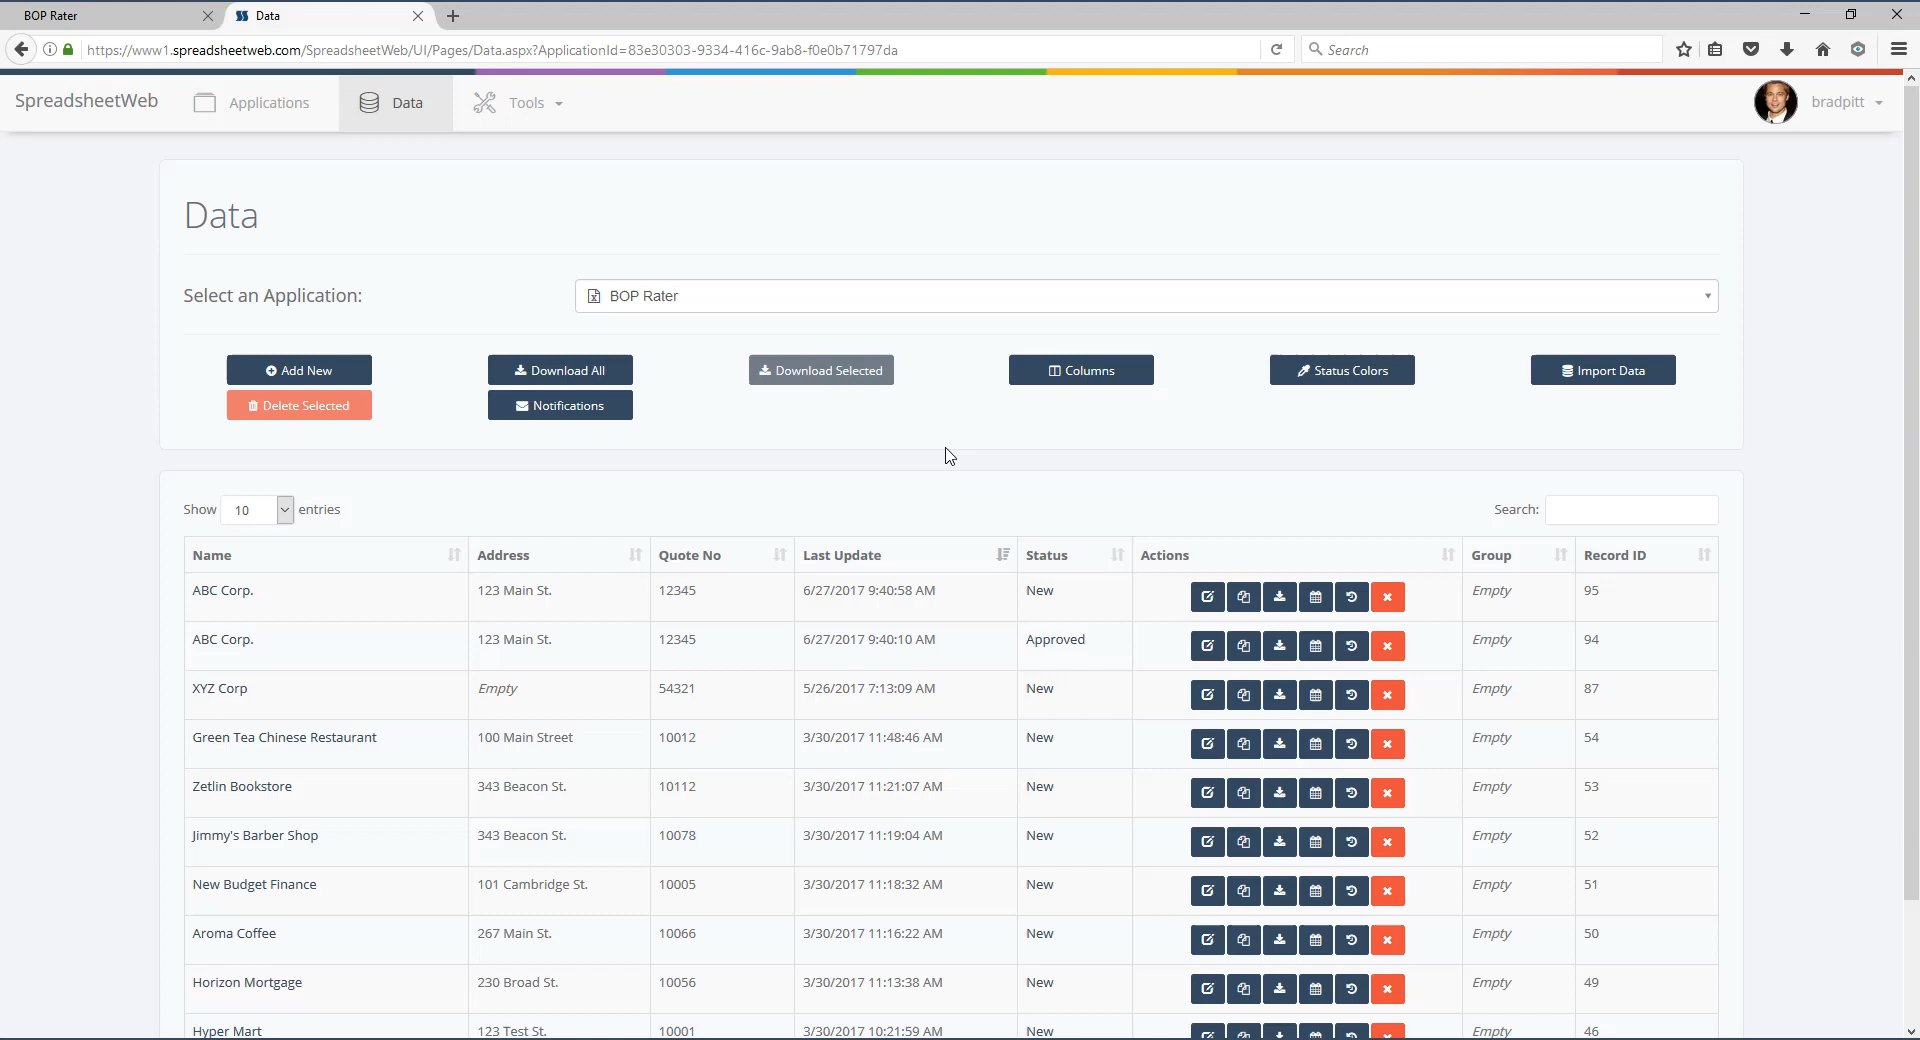 BOP Rater
Data
https://www1.spreadsheetweb.com/SpreadsheetWeb/UI/Pages/Data.aspx?ApplicationId=83e30303-9334-416c-9ab8-f0e0b71797da
Search
SpreadsheetWeb
Applications
Data
Tools
bradpitt
Data
Select an Application:
BOP Rater
Add New
Download All
Download Selected
Columns
Status Colors
Import Data
Delete Selected
Notifications
Show 10 entries
Search:
Name Address Quote No Last Update Status Actions Group Record ID
ABC Corp. 123 Main St. 12345 6/27/2017 9:40:58 AM New Empty 95
ABC Corp. 123 Main St. 12345 6/27/2017 9:40:10 AM Approved Empty 94
XYZ Corp Empty 54321 5/26/2017 7:13:09 AM New Empty 87
Green Tea Chinese Restaurant 100 Main Street 10012 3/30/2017 11:48:46 AM New Empty 54
Zetlin Bookstore 343 Beacon St. 10112 3/30/2017 11:21:07 AM New Empty 53
Jimmy's Barber Shop 343 Beacon St. 10078 3/30/2017 11:19:04 AM New Empty 52
New Budget Finance 101 Cambridge St. 10005 3/30/2017 11:18:32 AM New Empty 51
Aroma Coffee 267 Main St. 10066 3/30/2017 11:16:22 AM New Empty 50
Horizon Mortgage 230 Broad St. 10056 3/30/2017 11:13:38 AM New Empty 49
Hyper Mart 123 Test St. 10001 3/30/2017 10:21:59 AM New Empty 46